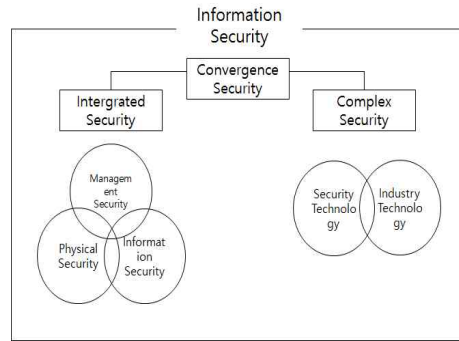 Information
Security
Convergence
Security
Intergrated
Security
Complex
Security
Managem
ent
Security
Physical
Security
Informat
ion
Security
Security
Technolo
gy
Industry
Technolo
gy